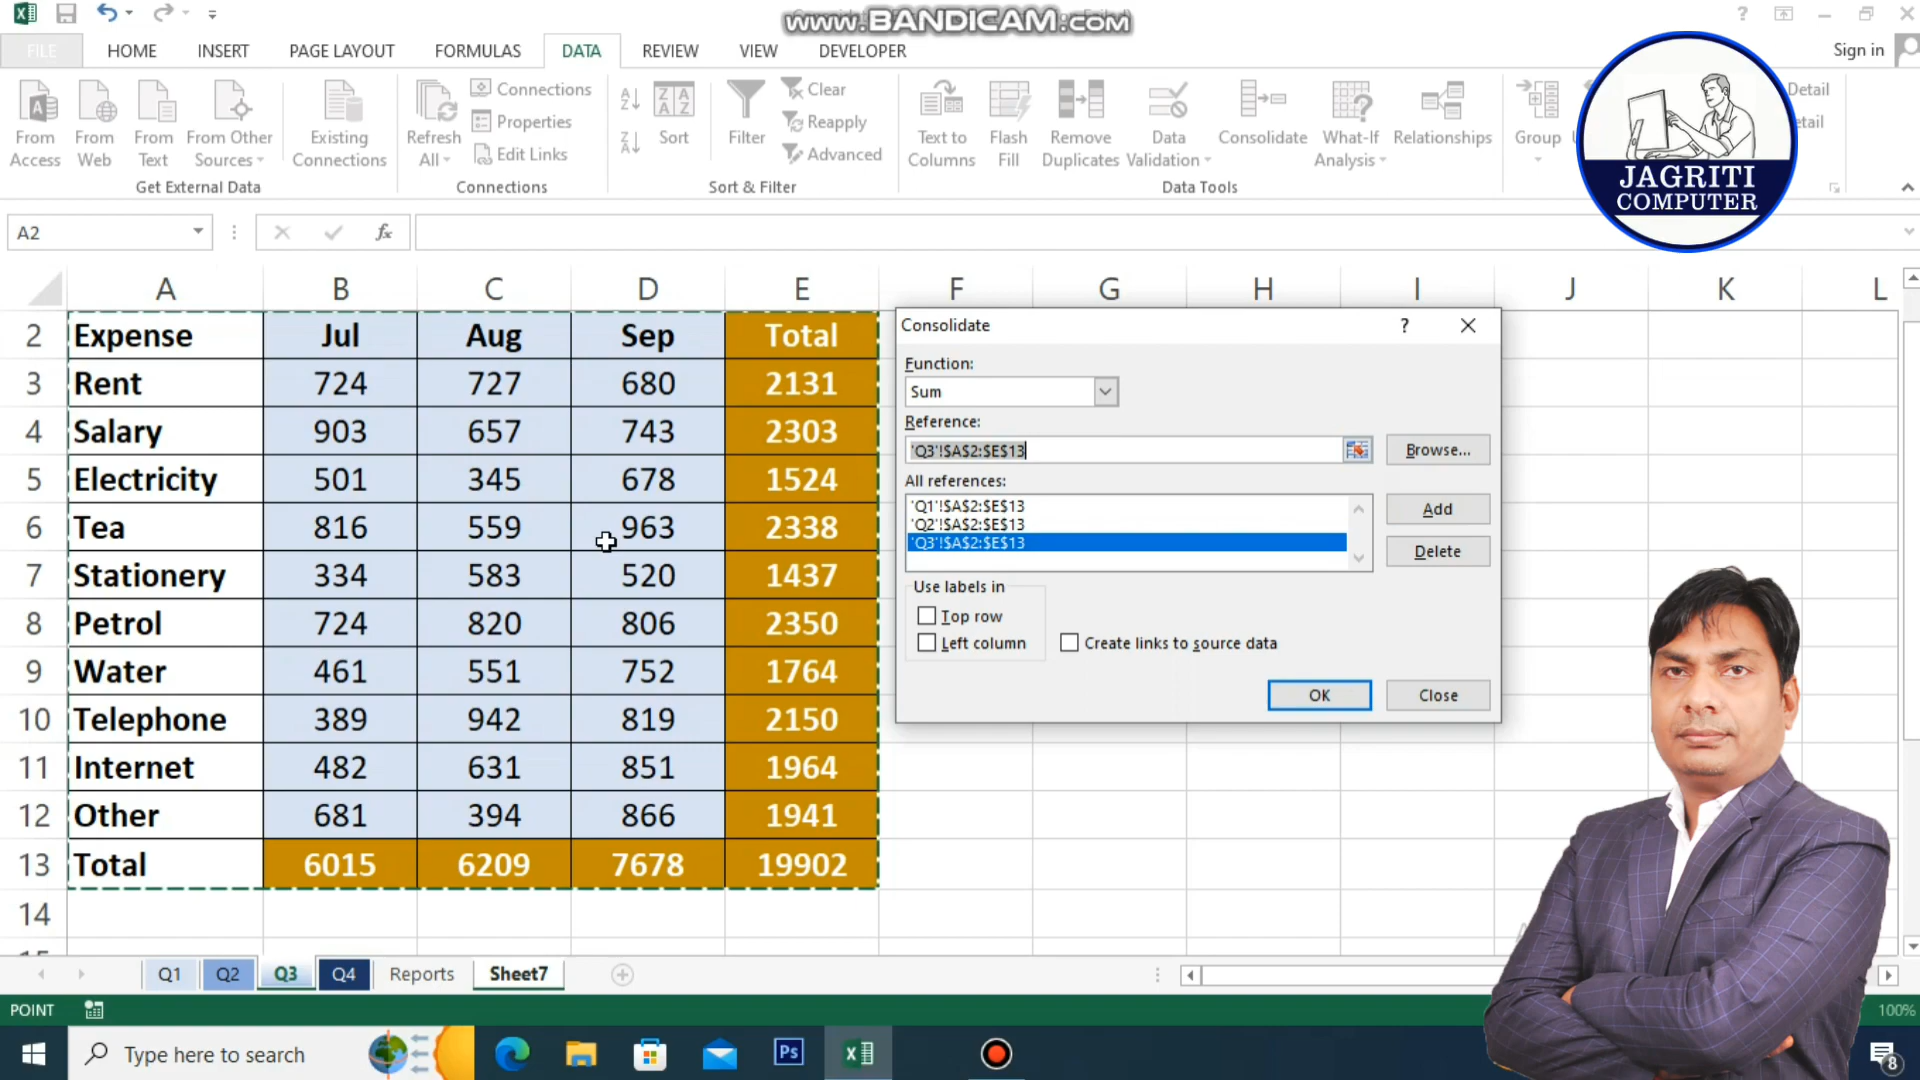 www.BANDICAM.com
FILE HOME INSERT PAGE LAYOUT FORMULAS DATA REVIEW VIEW DEVELOPER
Sign in
From Access
From Web
From Text
From Other Sources
Existing Connections
Refresh All
Connections
Properties
Edit Links
Sort
Filter
Clear
Reapply
Advanced
Text to Columns
Flash Fill
Remove Duplicates
Data Validation
Consolidate
What-If Analysis
Relationships
Group
Detail
Get External Data
Connections
Sort & Filter
Data Tools
JAGRITI
COMPUTER
A2
fx
A B C D E F G H I J K L
2 Expense Jul Aug Sep Total
3 Rent 724 727 680 2131
4 Salary 903 657 743 2303
5 Electricity 501 345 678 1524
6 Tea 816 559 963 2338
7 Stationery 334 583 520 1437
8 Petrol 724 820 806 2350
9 Water 461 551 752 1764
10 Telephone 389 942 819 2150
11 Internet 482 631 851 1964
12 Other 681 394 866 1941
13 Total 6015 6209 7678 19902
14
Consolidate
?
Function:
Sum
Reference:
'Q3'!$A$2:$E$13
Browse...
All references:
'Q1'!$A$2:$E$13
'Q2'!$A$2:$E$13
'Q3'!$A$2:$E$13
Add
Delete
Use labels in
Top row
Left column
Create links to source data
OK
Close
Q1 Q2 Q3 Q4 Reports Sheet7
POINT
100%
Type here to search
Ps
8